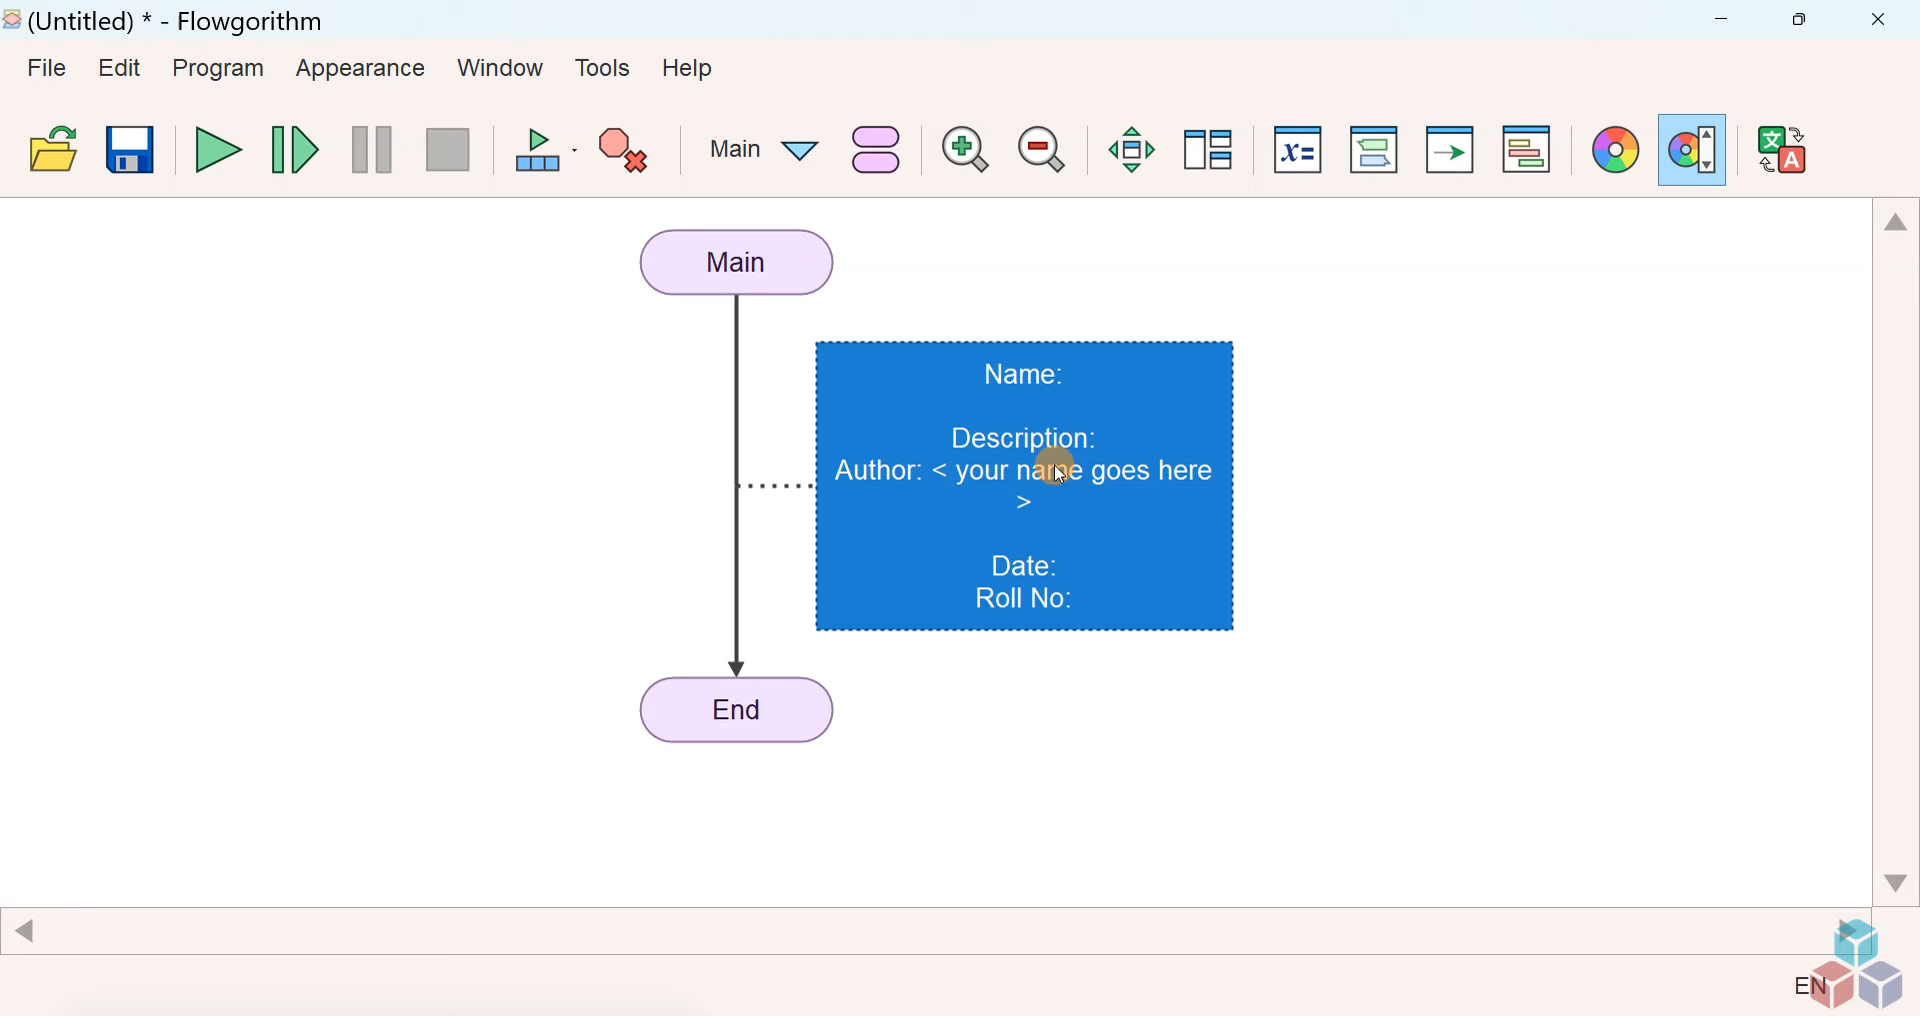 (Untitled) * - Flowgorithm
File Edit Program Appearance Window Tools Help
Main
x=
文
A
Main
Name:
Description:
Author: < your name goes here
>
Date:
Roll No:
End
EN